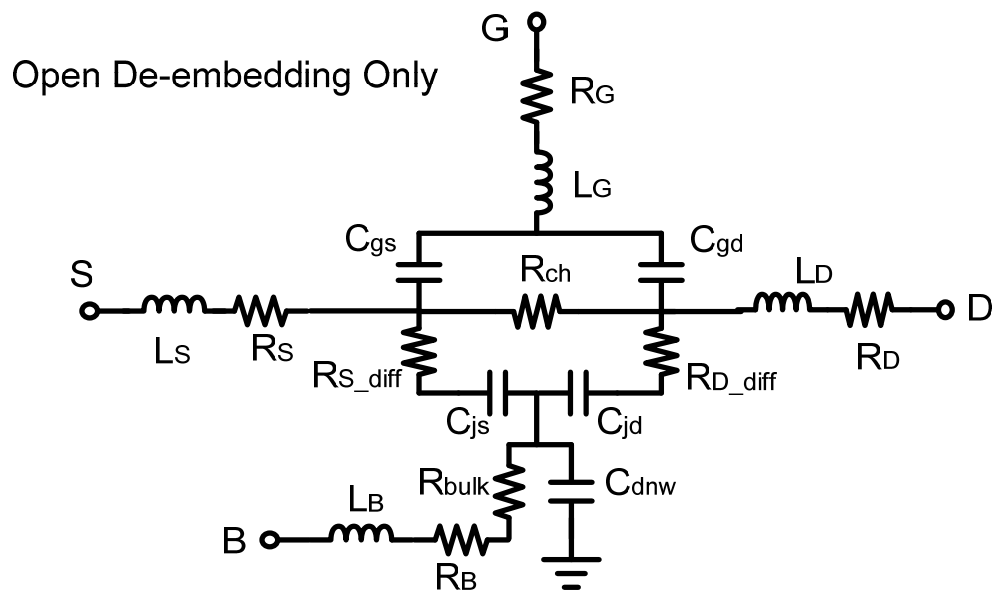 G
Open De-embedding Only
RG
LG
Cgs
Cgd
S
Rch
LD
D
LS
RS
RS_diff
RD_diff
RD
Cjs
Cjd
Rbulk
Cdnw
LB
B
RB